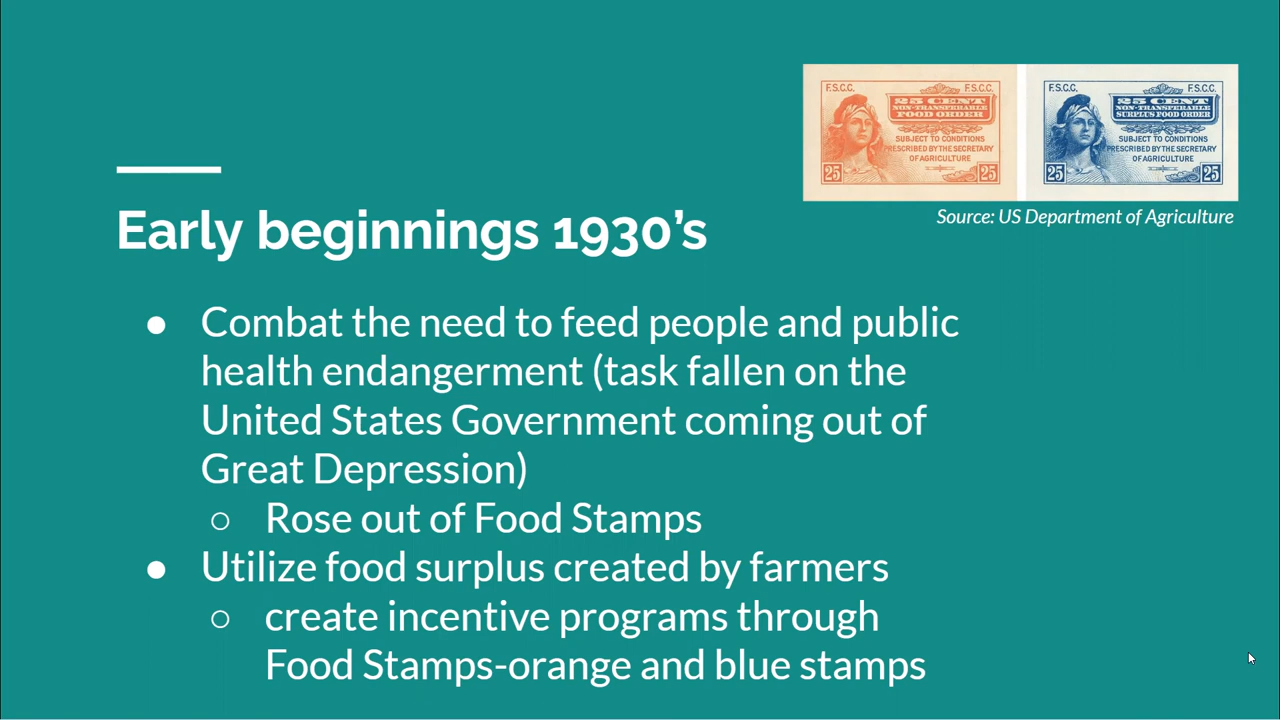 F.S.C.C. F.S.C.C.
25 CENT
NON-TRANSFERABLE
FOOD ORDER
SUBJECT TO CONDITIONS
PRESCRIBED BY THE SECRETARY
OF AGRICULTURE
25 25
F.S.C.C. F.S.C.C.
25 CENT
NON-TRANSFERABLE
SURPLUS FOOD ORDER
SUBJECT TO CONDITIONS
PRESCRIBED BY THE SECRETARY
OF AGRICULTURE
25 25
Source: US Department of Agriculture
Early beginnings 1930’s
● Combat the need to feed people and public
health endangerment (task fallen on the
United States Government coming out of
Great Depression)
○ Rose out of Food Stamps
● Utilize food surplus created by farmers
○ create incentive programs through
Food Stamps-orange and blue stamps